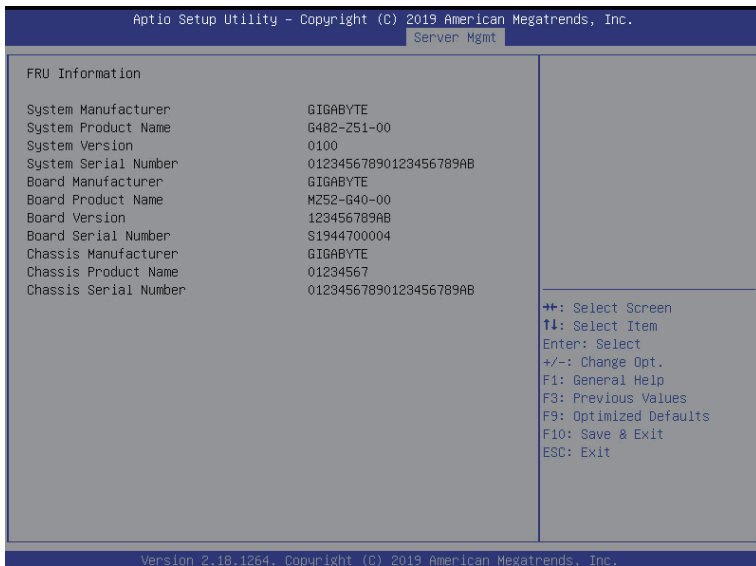 Aptio Setup Utility – Copyright (C) 2019 American Megatrends, Inc.
Server Mgmt
FRU Information
System Manufacturer GIGABYTE
System Product Name G482-Z51-00
System Version 0100
System Serial Number 01234567890123456789AB
Board Manufacturer GIGABYTE
Board Product Name MZ52-G40-00
Board Version 123456789AB
Board Serial Number S1944700004
Chassis Manufacturer GIGABYTE
Chassis Product Name 01234567
Chassis Serial Number 01234567890123456789AB
→←: Select Screen
↑↓: Select Item
Enter: Select
+/-: Change Opt.
F1: General Help
F3: Previous Values
F9: Optimized Defaults
F10: Save & Exit
ESC: Exit
Version 2.18.1264. Copyright (C) 2019 American Megatrends, Inc.